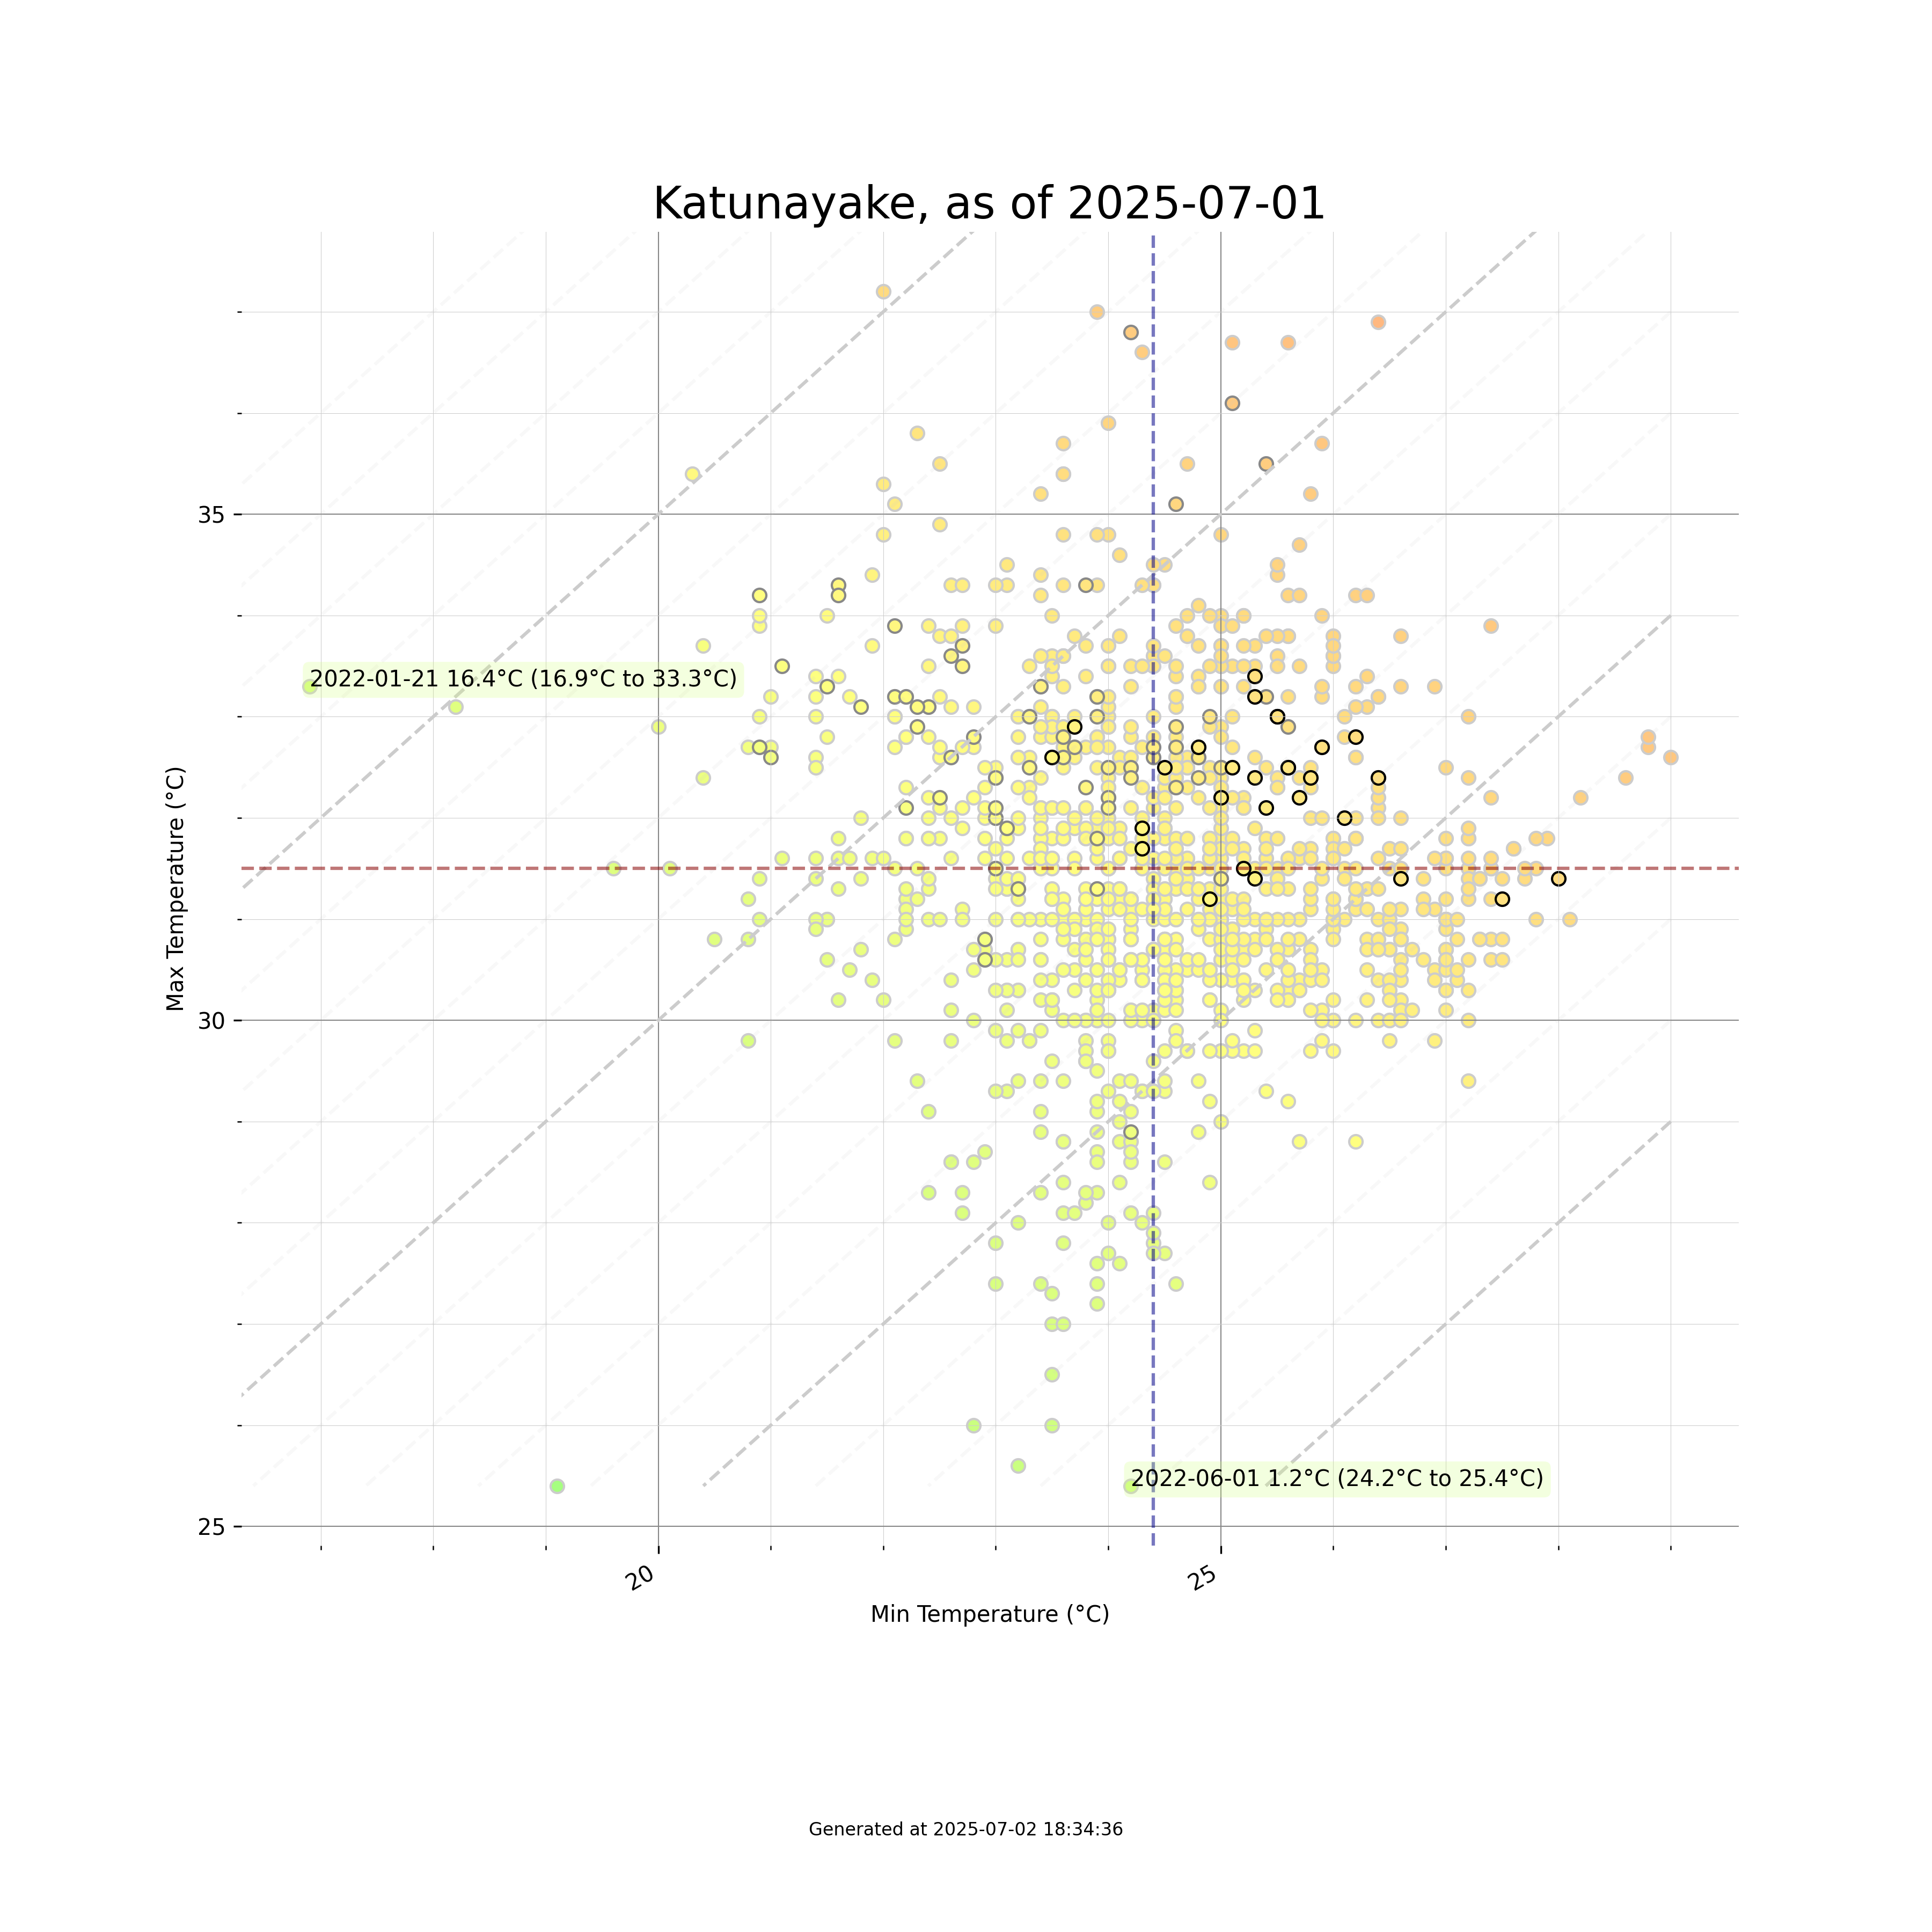 Katunayake, as of 2025-07-01
35
2022-01-21 16.4°C (16.9°C to 33.3°C)
Max Temperature (°C)
30
2022-06-01 1.2°C (24.2°C to 25.4°C)
25
20
25
Min Temperature (°C)
Generated at 2025-07-02 18:34:36